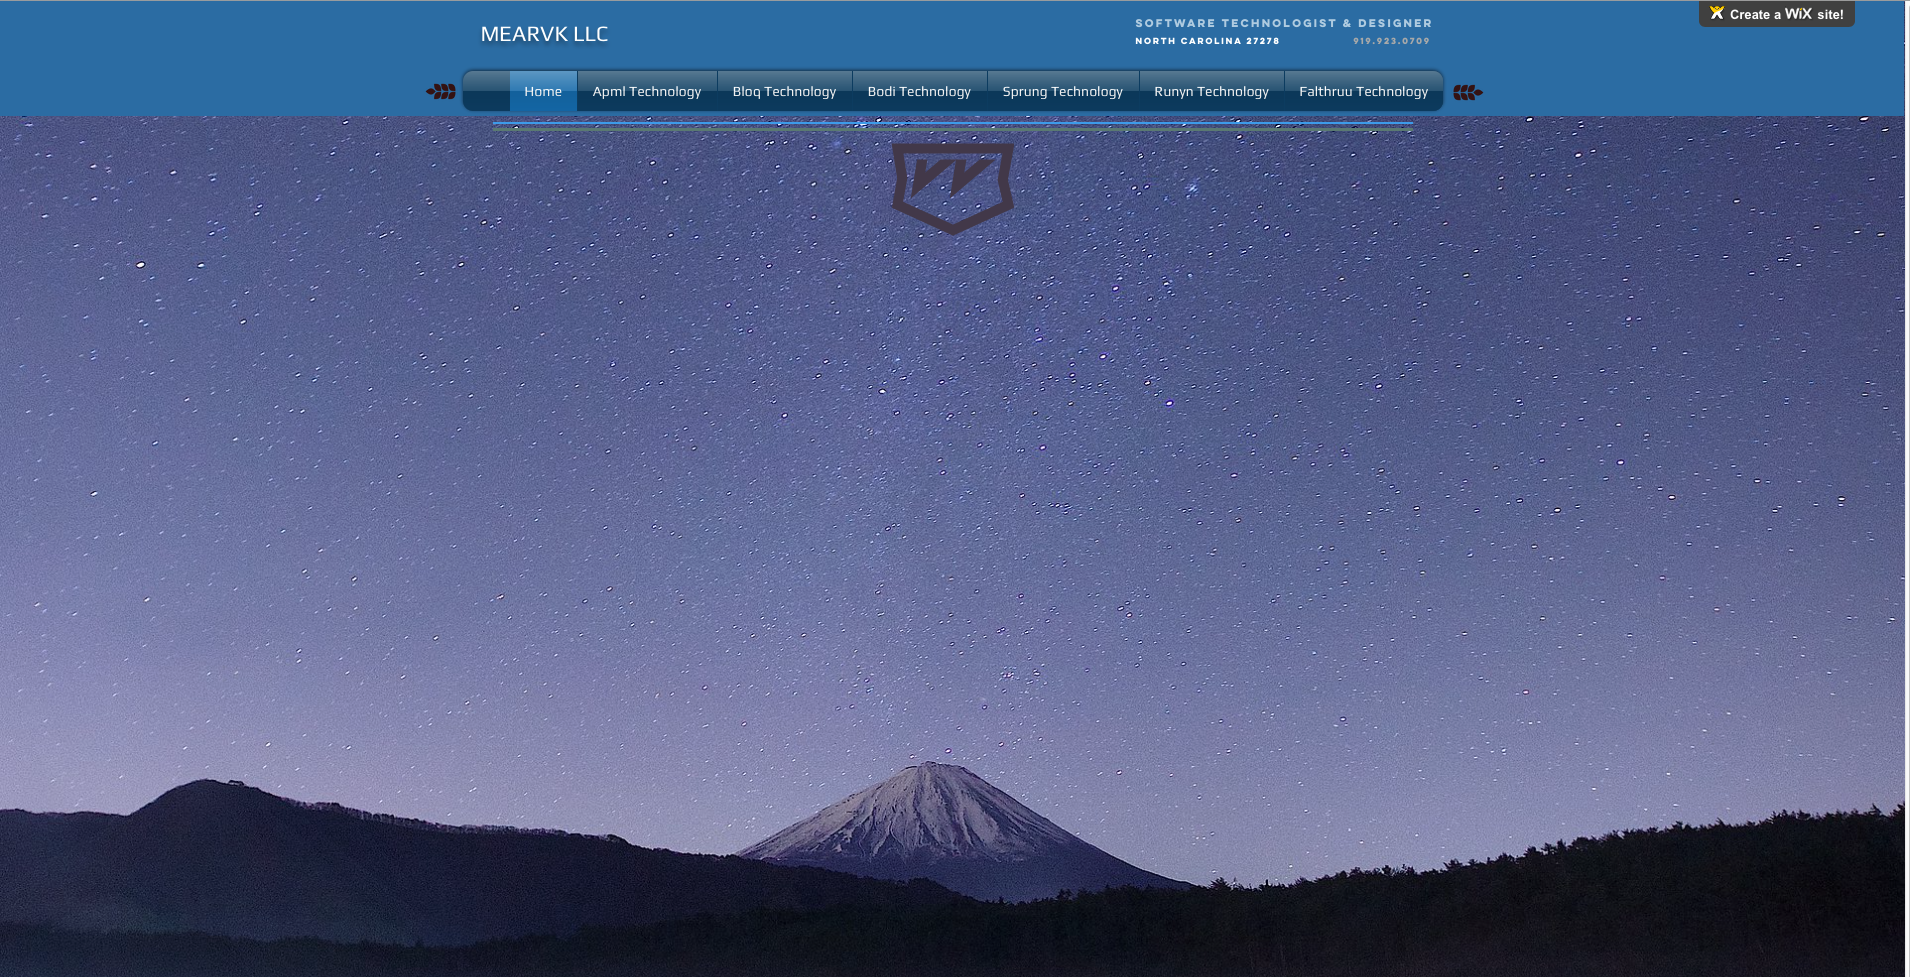 MEARVK LLC
SOFTWARE TECHNOLOGIST & DESIGNER
NORTH CAROLINA 27278 919.923.0709
Create a WiX site!
Home Apml Technology Bloq Technology Bodi Technology Sprung Technology Runyn Technology Falthruu Technology